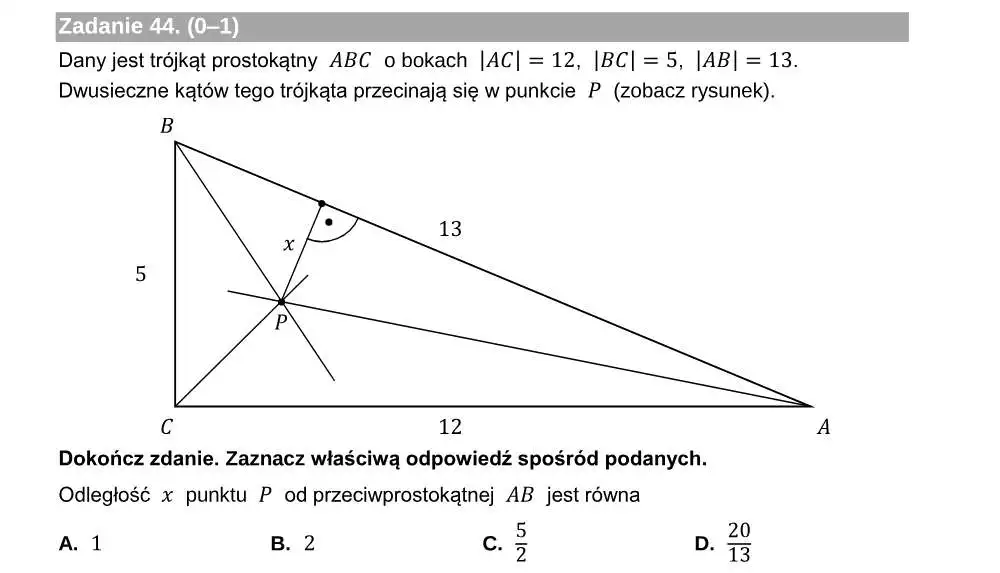 Zadanie 44. (0–1)
Dany jest trójkąt prostokątny ABC o bokach |AC| = 12, |BC| = 5, |AB| = 13.
Dwusieczne kątów tego trójkąta przecinają się w punkcie P (zobacz rysunek).
B
13
x
5
P
C
12
A
Dokończ zdanie. Zaznacz właściwą odpowiedź spośród podanych.
Odległość x punktu P od przeciwprostokątnej AB jest równa
A. 1 B. 2 C. 5/2 D. 20/13